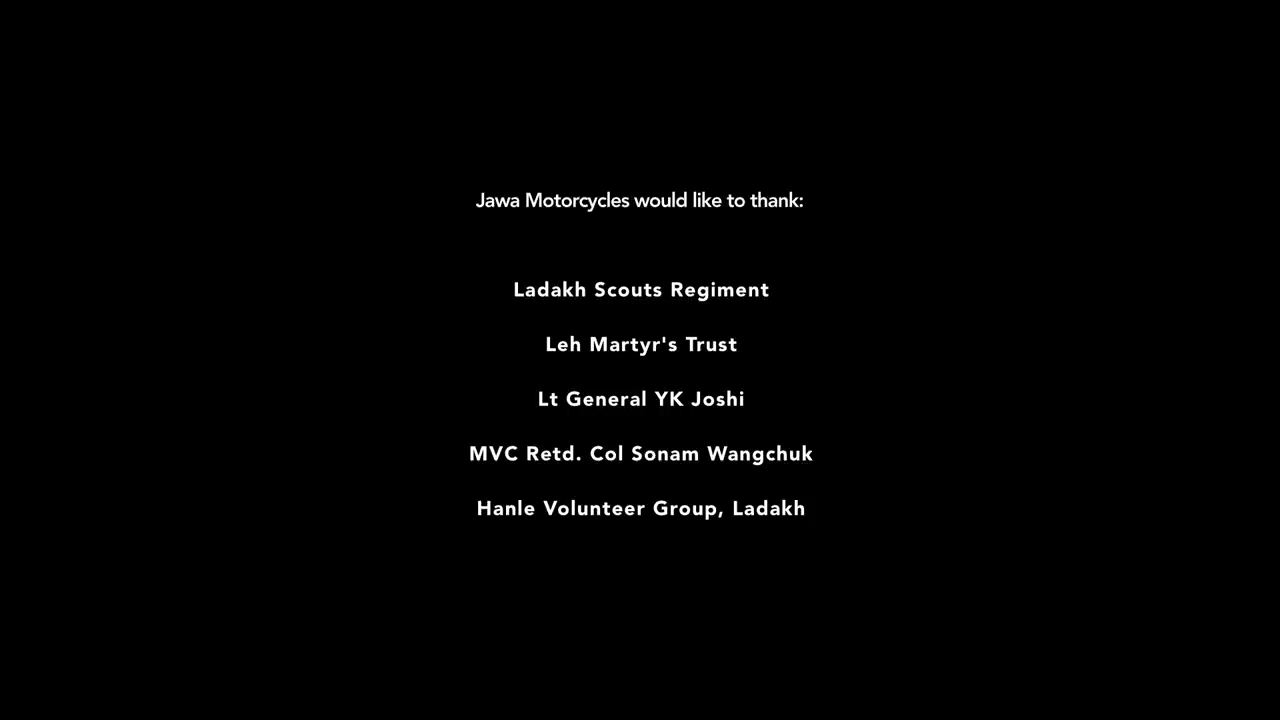 Jawa Motorcycles would like to thank:
Ladakh Scouts Regiment
Leh Martyr's Trust
Lt General YK Joshi
MVC Retd. Col Sonam Wangchuk
Hanle Volunteer Group, Ladakh